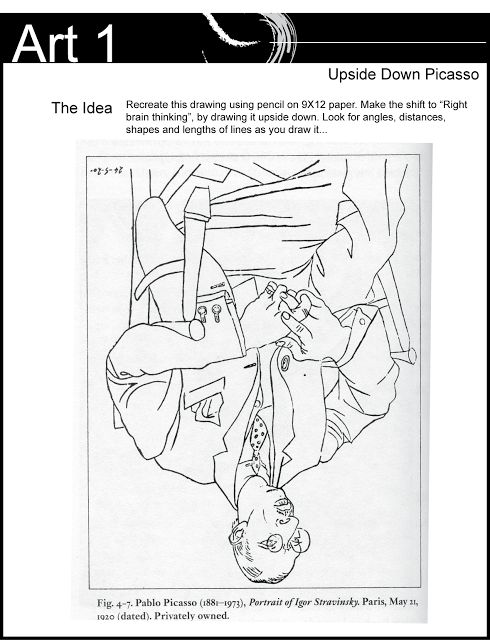 Art 1
Upside Down Picasso
The Idea
Recreate this drawing using pencil on 9X12 paper. Make the shift to “Right
brain thinking”, by drawing it upside down. Look for angles, distances,
shapes and lengths of lines as you draw it...
24-5-20-
Fig. 4–7. Pablo Picasso (1881–1973), Portrait of Igor Stravinsky. Paris, May 21,
1920 (dated). Privately owned.